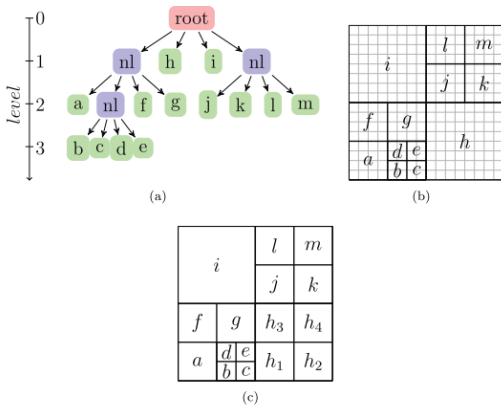 level
0
1
2
3
root
nl h i nl
a nl f g j k l m
b c d e
(a)
l m
i
j k
f g
h
a d e
b c
(b)
l m
i
j k
f g h3 h4
a d e h1 h2
b c
(c)